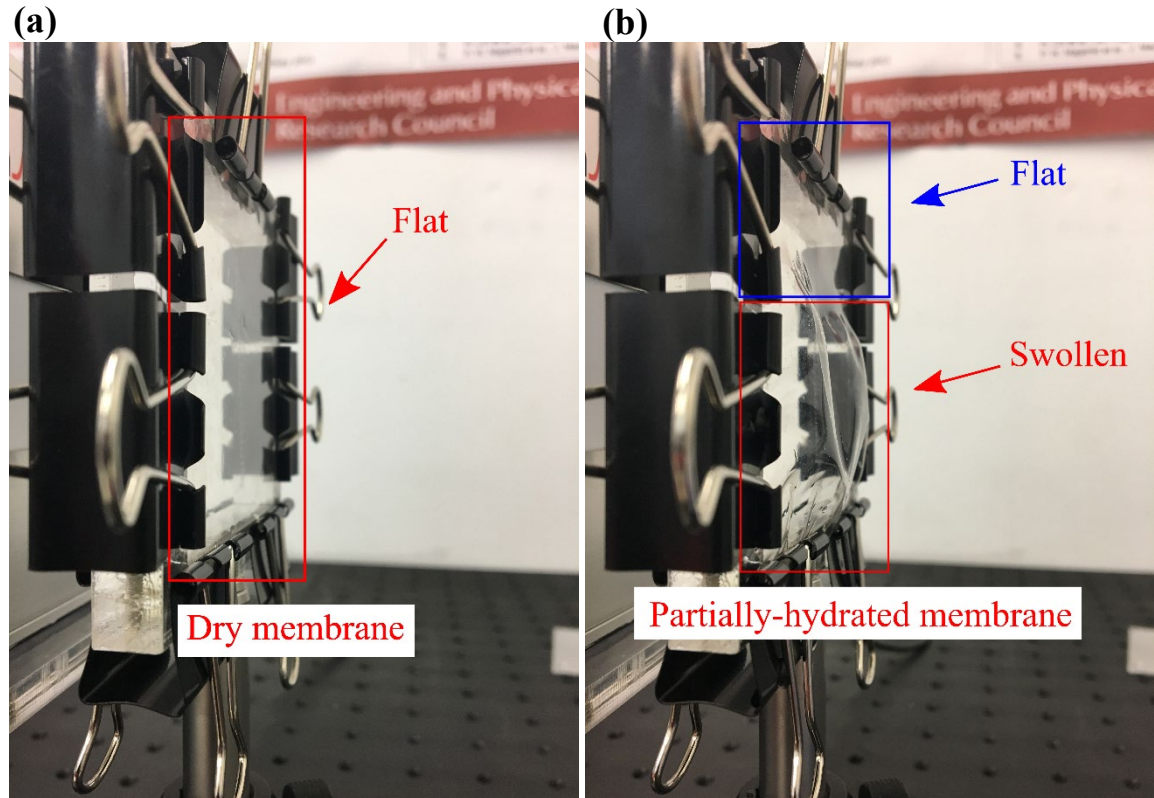 (a)
(b)
Engineering and Physica
Research Council
Engineering and Physica
Research Council
Flat
Flat
Swollen
Dry membrane
Partially-hydrated membrane